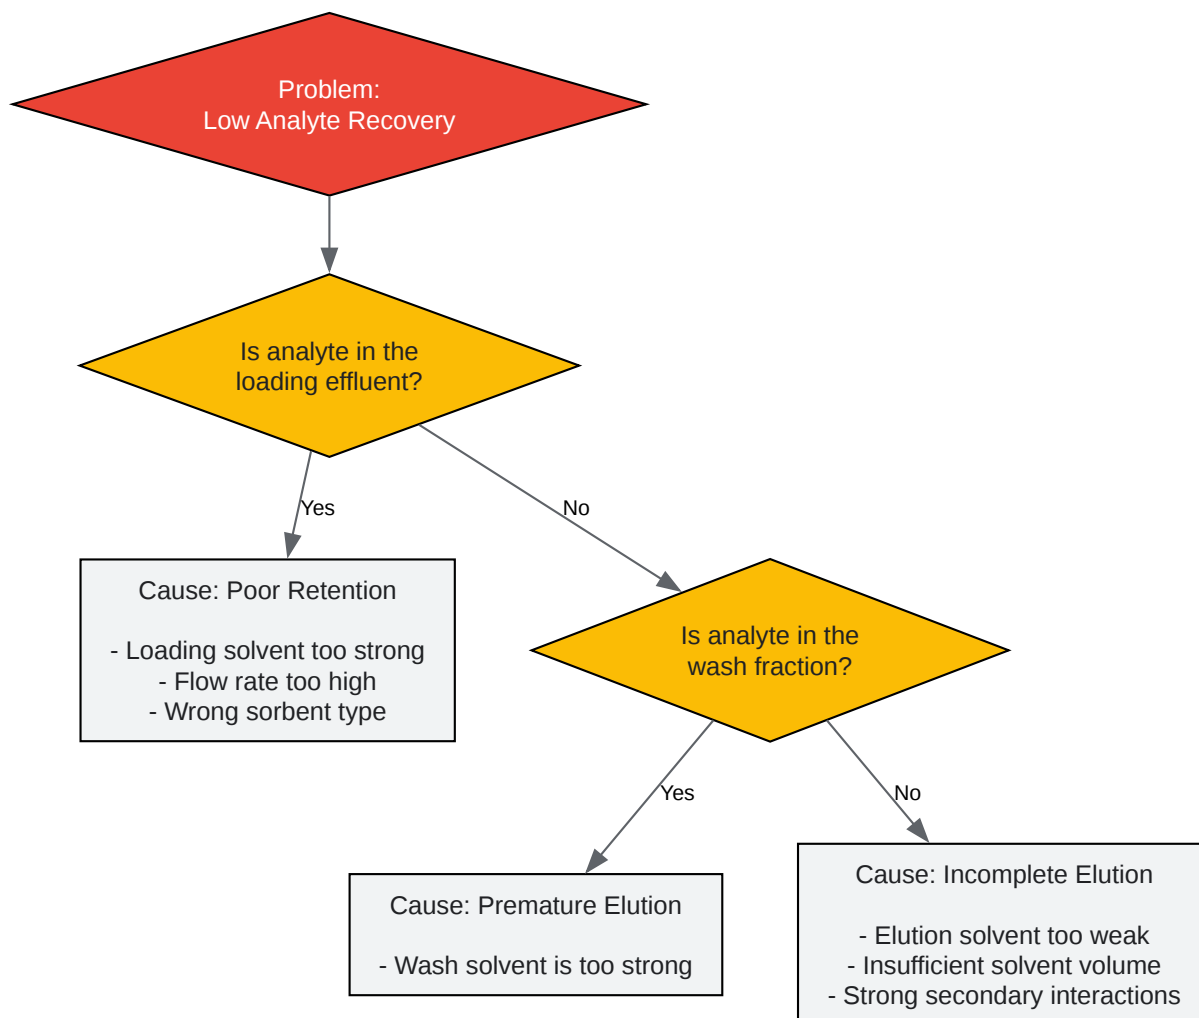 Problem:
Low Analyte Recovery
Is analyte in the
loading effluent?
Yes
No
Cause: Poor Retention
- Loading solvent too strong
- Flow rate too high
- Wrong sorbent type
Is analyte in the
wash fraction?
Yes
No
Cause: Premature Elution
- Wash solvent is too strong
Cause: Incomplete Elution
- Elution solvent too weak
- Insufficient solvent volume
- Strong secondary interactions